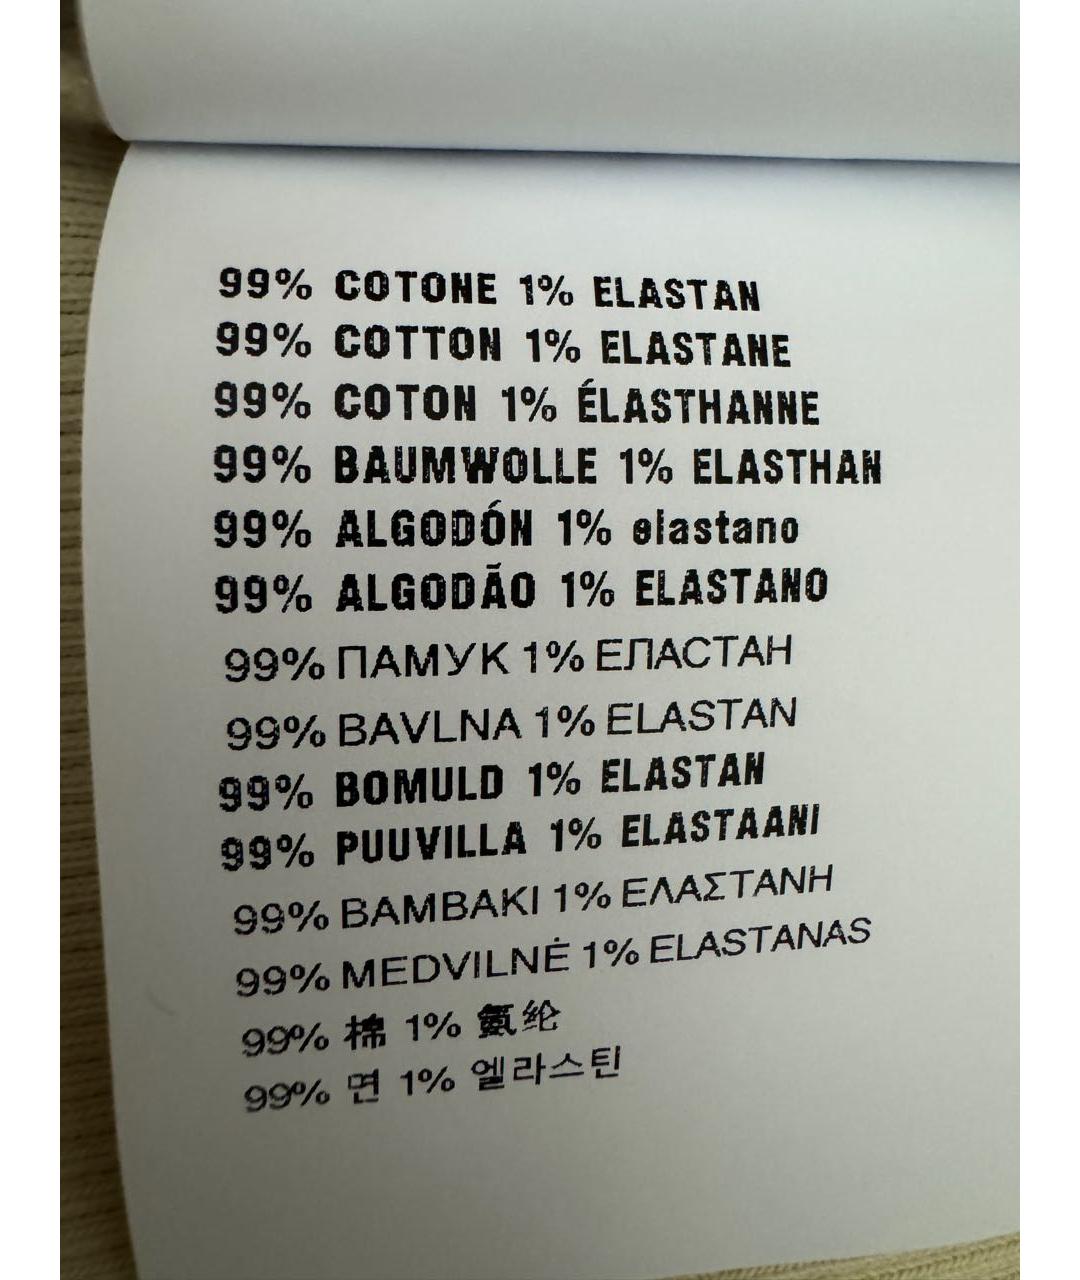 99% COTONE 1% ELASTAN
99% COTTON 1% ELASTANE
99% COTON 1% ÉLASTHANNE
99% BAUMWOLLE 1% ELASTHAN
99% ALGODÓN 1% elastano
99% ALGODÃO 1% ELASTANO
99% ПАМУК 1% ЕЛАСТАН
99% BAVLNA 1% ELASTAN
99% BOMULD 1% ELASTAN
99% PUUVILLA 1% ELASTAANI
99% BAMBAKI 1% ΕΛΑΣΤΑΝΗ
99% MEDVILNĖ 1% ELASTANAS
99% 棉 1% 氨纶
99% 면 1% 엘라스틴